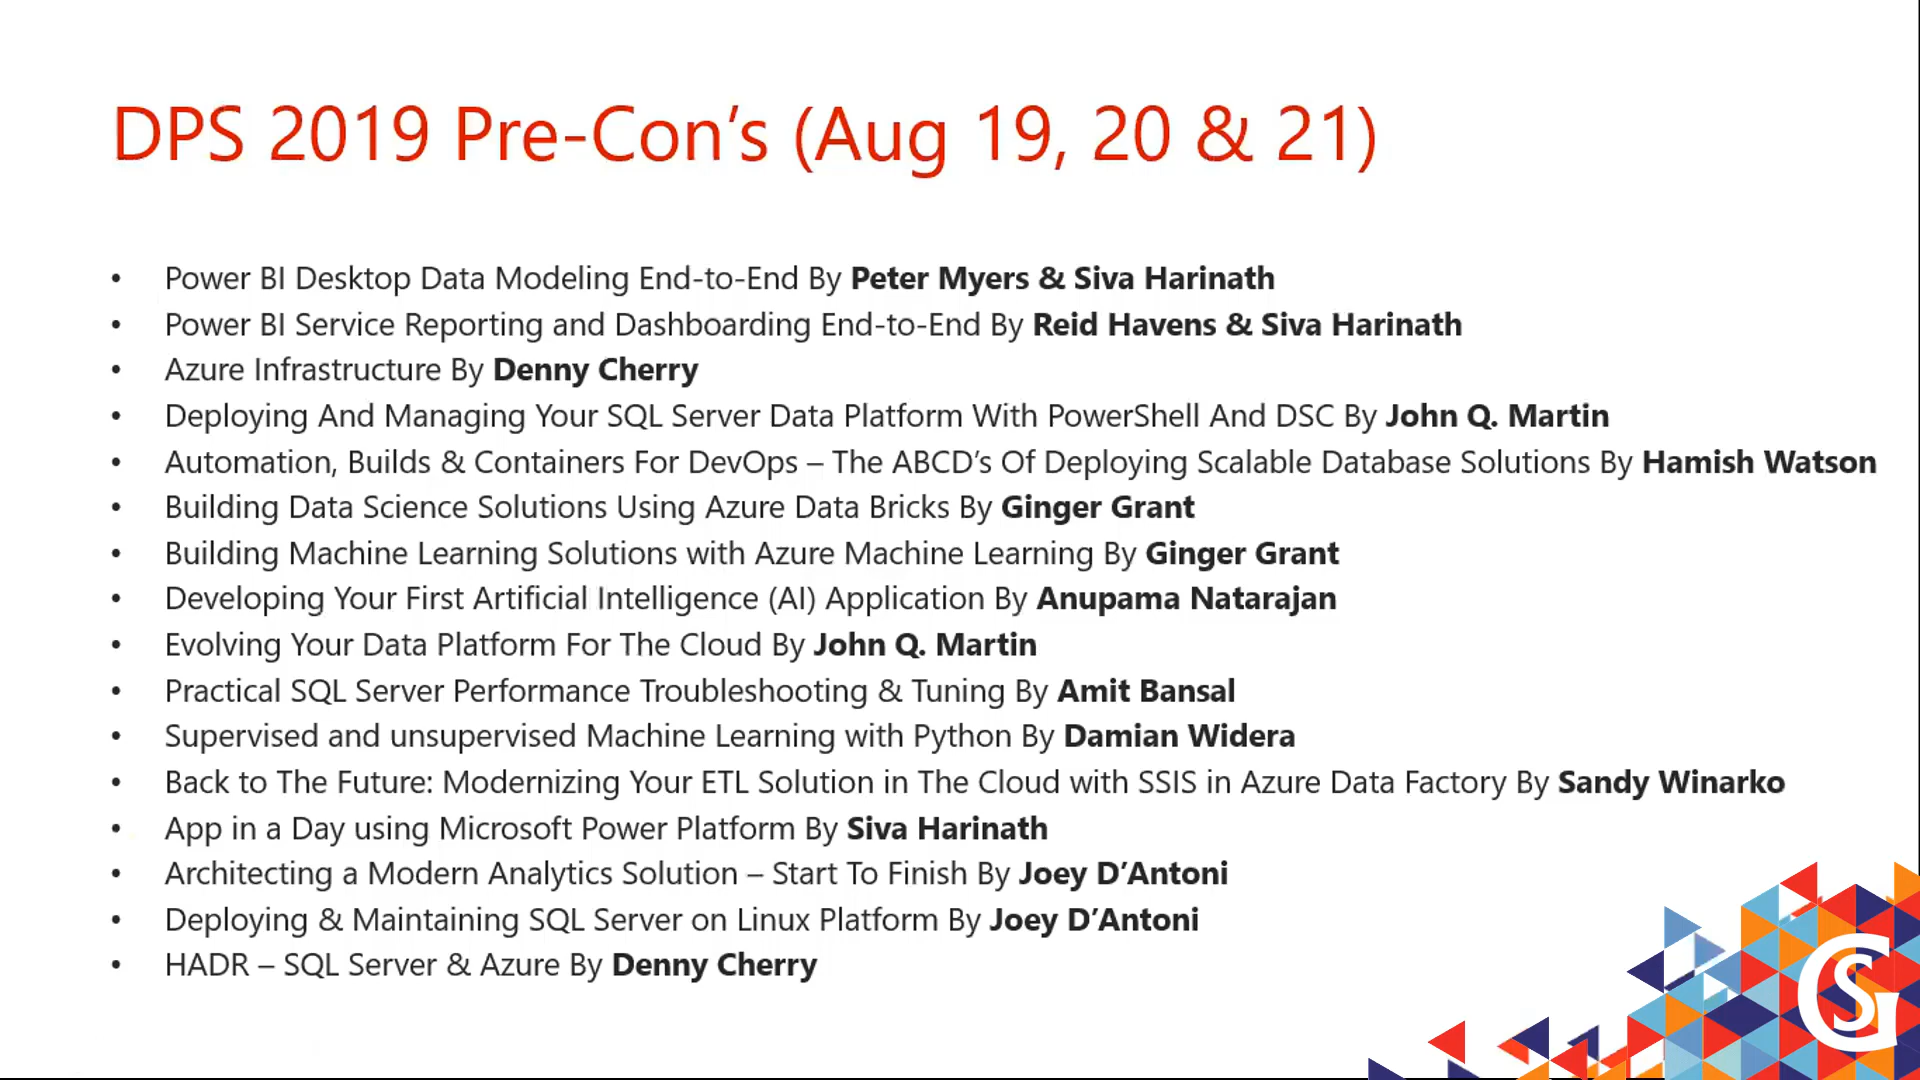 DPS 2019 Pre-Con’s (Aug 19, 20 & 21)
• Power BI Desktop Data Modeling End-to-End By Peter Myers & Siva Harinath
• Power BI Service Reporting and Dashboarding End-to-End By Reid Havens & Siva Harinath
• Azure Infrastructure By Denny Cherry
• Deploying And Managing Your SQL Server Data Platform With PowerShell And DSC By John Q. Martin
• Automation, Builds & Containers For DevOps – The ABCD’s Of Deploying Scalable Database Solutions By Hamish Watson
• Building Data Science Solutions Using Azure Data Bricks By Ginger Grant
• Building Machine Learning Solutions with Azure Machine Learning By Ginger Grant
• Developing Your First Artificial Intelligence (AI) Application By Anupama Natarajan
• Evolving Your Data Platform For The Cloud By John Q. Martin
• Practical SQL Server Performance Troubleshooting & Tuning By Amit Bansal
• Supervised and unsupervised Machine Learning with Python By Damian Widera
• Back to The Future: Modernizing Your ETL Solution in The Cloud with SSIS in Azure Data Factory By Sandy Winarko
• App in a Day using Microsoft Power Platform By Siva Harinath
• Architecting a Modern Analytics Solution – Start To Finish By Joey D’Antoni
• Deploying & Maintaining SQL Server on Linux Platform By Joey D’Antoni
• HADR – SQL Server & Azure By Denny Cherry
GS